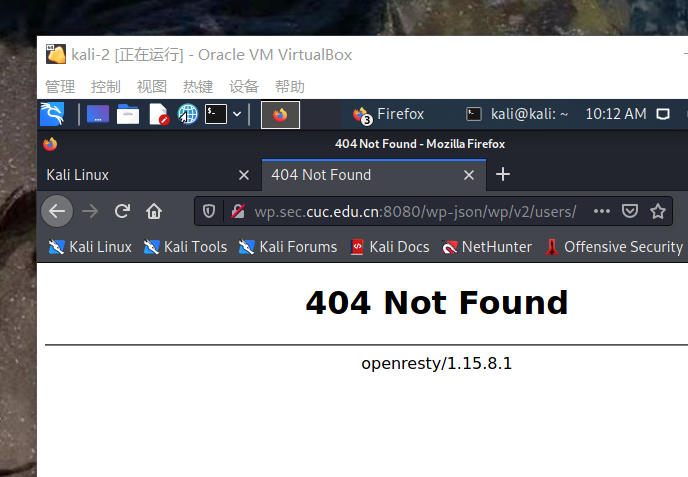 kali-2 [正在运行] - Oracle VM VirtualBox
管理 控制 视图 热键 设备 帮助
Firefox kali@kali: ~ 10:12 AM
404 Not Found - Mozilla Firefox
Kali Linux 404 Not Found
wp.sec.cuc.edu.cn:8080/wp-json/wp/v2/users/
Kali Linux Kali Tools Kali Forums Kali Docs NetHunter Offensive Security
404 Not Found
openresty/1.15.8.1